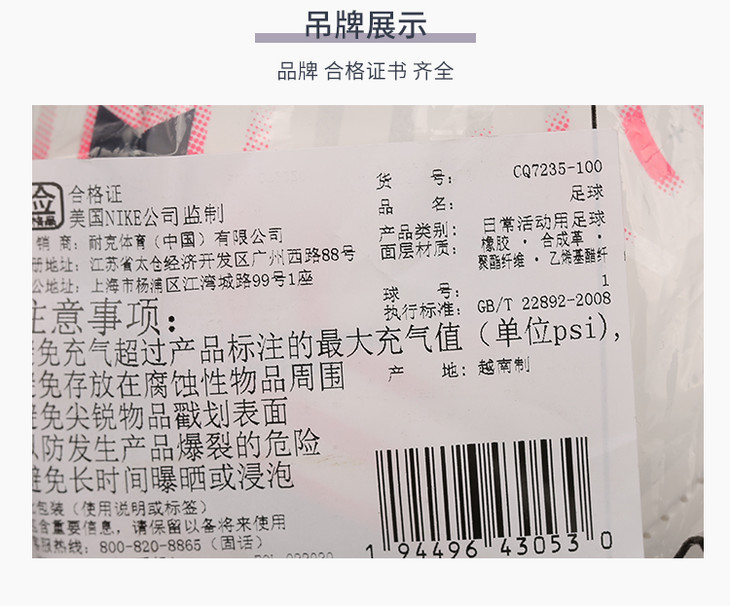 吊牌展示
品牌 合格证书 齐全
合格证
美国NIKE公司监制
销 商：耐克体育（中国）有限公司
册地址：江苏省太仓经济开发区广州西路88号
公地址：上海市杨浦区江湾城路99号1座
注意事项：
避免充气超过产品标注的最大充气值（单位psi），
避免存放在腐蚀性物品周围
避免尖锐物品戳划表面
以防发生产品爆裂的危险
避免长时间曝晒或浸泡
包装（使用说明或标签）
包含重要信息，请保留以备将来使用
客服热线：800-820-8865（固话）
货 号： CQ7235-100
品 名： 足球
产品类别： 日常活动用足球
面层材质： 橡胶·合成革·
聚酯纤维·乙烯基酯纤
球 号： 1
执行标准： GB/T 22892-2008
产 地：越南制
1 94496 43053 0